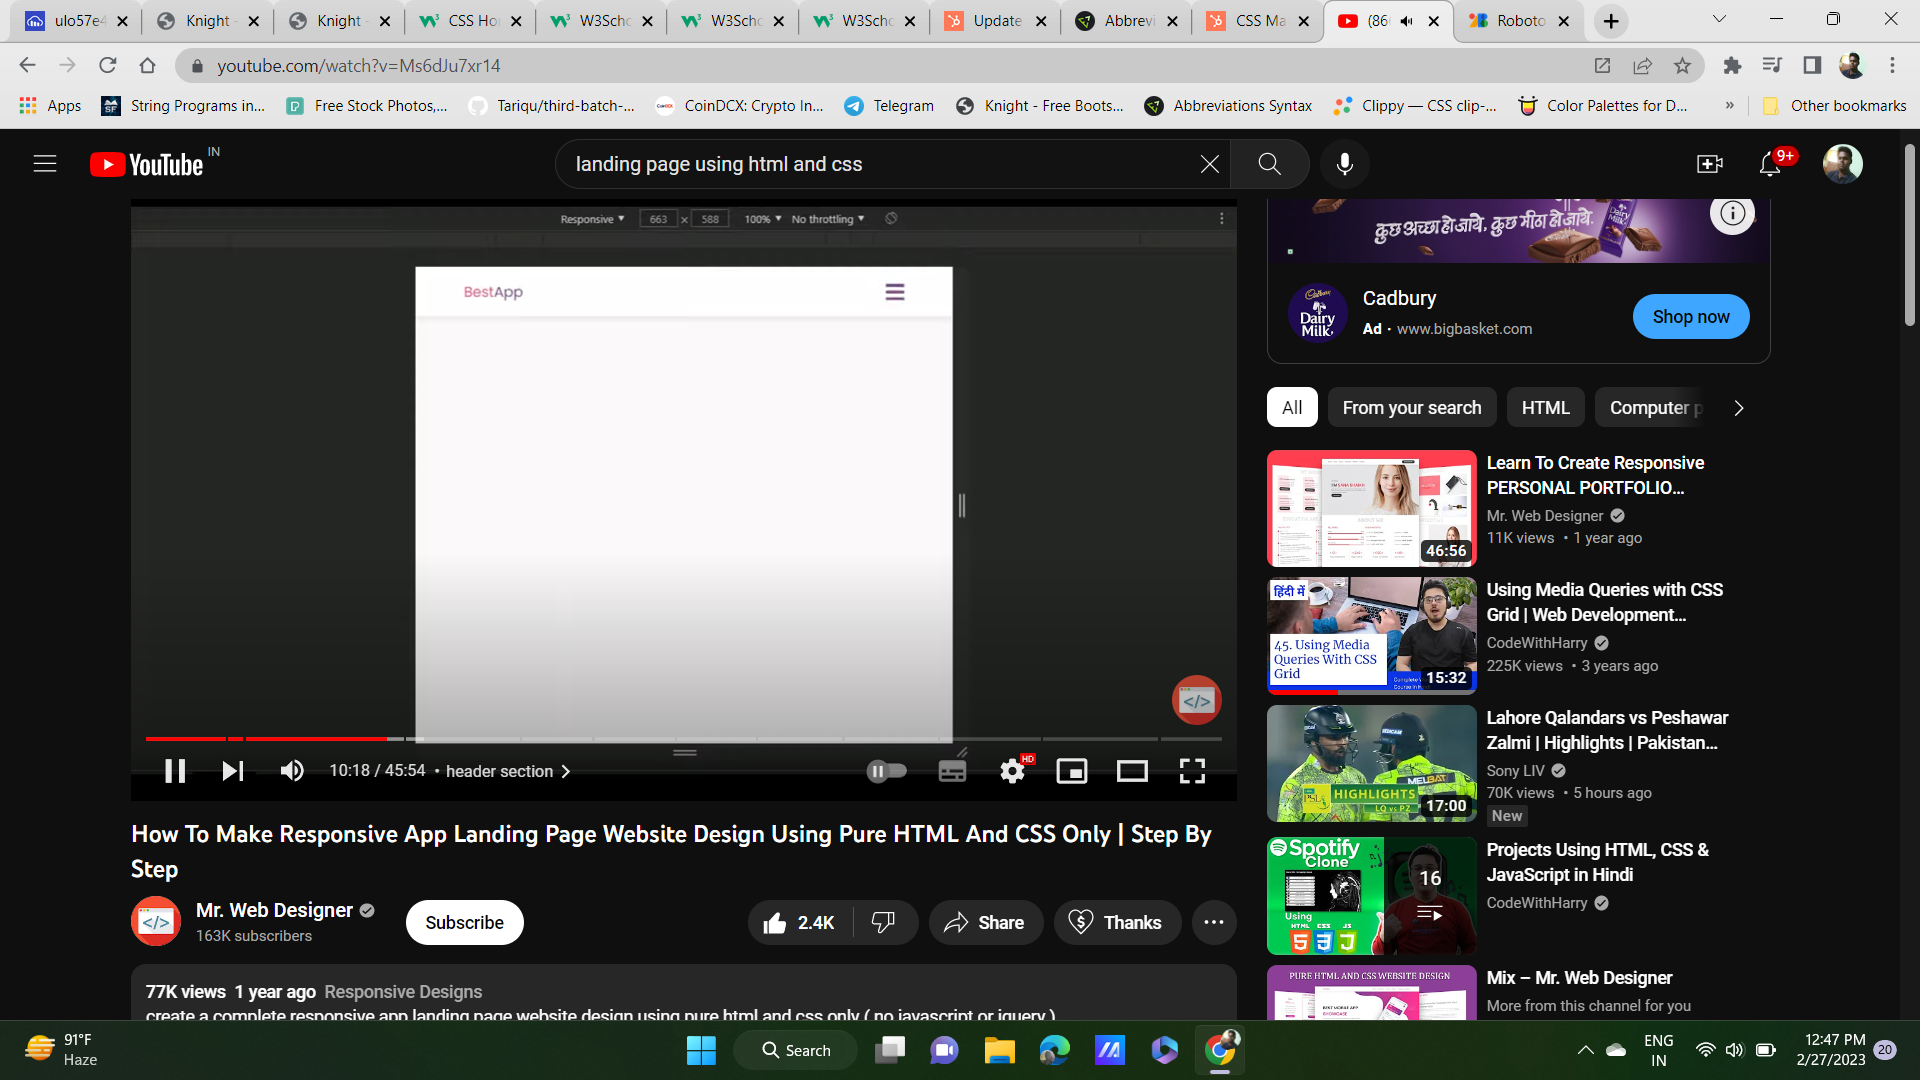 ulo57e4
Knight -
Knight -
CSS Ho
W3Scho
W3Scho
W3Scho
Update
Abbrevi
CSS Ma
(86
Roboto
youtube.com/watch?v=Ms6dJu7xr14
Apps
String Programs in...
Free Stock Photos,...
Tariqu/third-batch-...
CoinDCX: Crypto In...
Telegram
Knight - Free Boots...
Abbreviations Syntax
Clippy — CSS clip-...
Color Palettes for D...
»
Other bookmarks
YouTube IN
landing page using html and css
9+
Responsive ▼ 663 x 588 100% ▼ No throttling ▼
BestApp
10:18 / 45:54 • header section
HD
How To Make Responsive App Landing Page Website Design Using Pure HTML And CSS Only | Step By
Step
Mr. Web Designer
163K subscribers
Subscribe
2.4K
Share
Thanks
77K views 1 year ago Responsive Designs
create a complete responsive app landing page website design using pure html and css only ( no javascript or jquery )
कुछ अच्छा हो जाये, कुछ मीठा हो जाये.
Cadbury
Dairy
Milk
Cadbury
Ad · www.bigbasket.com
Shop now
All
From your search
HTML
Computer p
46:56
Learn To Create Responsive
PERSONAL PORTFOLIO...
Mr. Web Designer
11K views • 1 year ago
हिंदी में
45. Using Media
Queries With CSS
Grid
15:32
Using Media Queries with CSS
Grid | Web Development...
CodeWithHarry
225K views • 3 years ago
MELBAT
PSL
HIGHLIGHTS
LQ vs PZ
17:00
Lahore Qalandars vs Peshawar
Zalmi | Highlights | Pakistan...
Sony LIV
70K views • 5 hours ago
New
Spotify
Clone
Using
HTML CSS JS
16
Projects Using HTML, CSS &
JavaScript in Hindi
CodeWithHarry
PURE HTML AND CSS WEBSITE DESIGN
BEST MOBILE APP
SHOWCASE
Mix – Mr. Web Designer
More from this channel for you
91°F
Haze
Search
ENG
IN
12:47 PM
2/27/2023
20